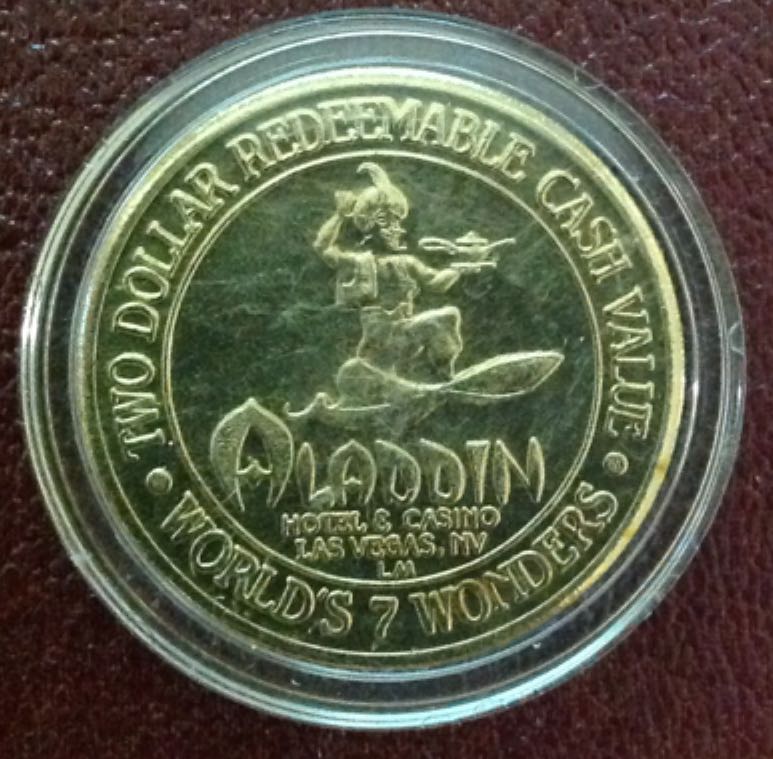 TWO DOLLAR REDEEMABLE CASH VALUE
ALADDIN
HOTEL & CASINO
LAS VEGAS, NV
LM
• WORLD'S 7 WONDERS •